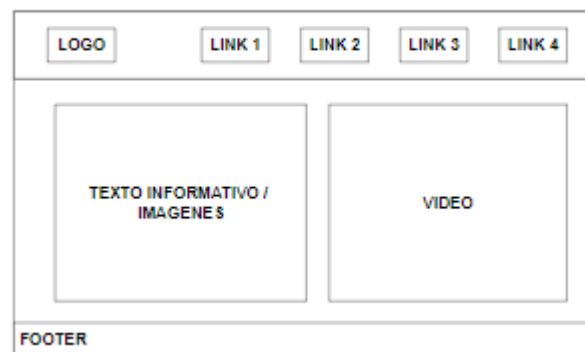 LOGO
LINK 1
LINK 2
LINK 3
LINK 4
TEXTO INFORMATIVO /
IMAGENES
VIDEO
FOOTER